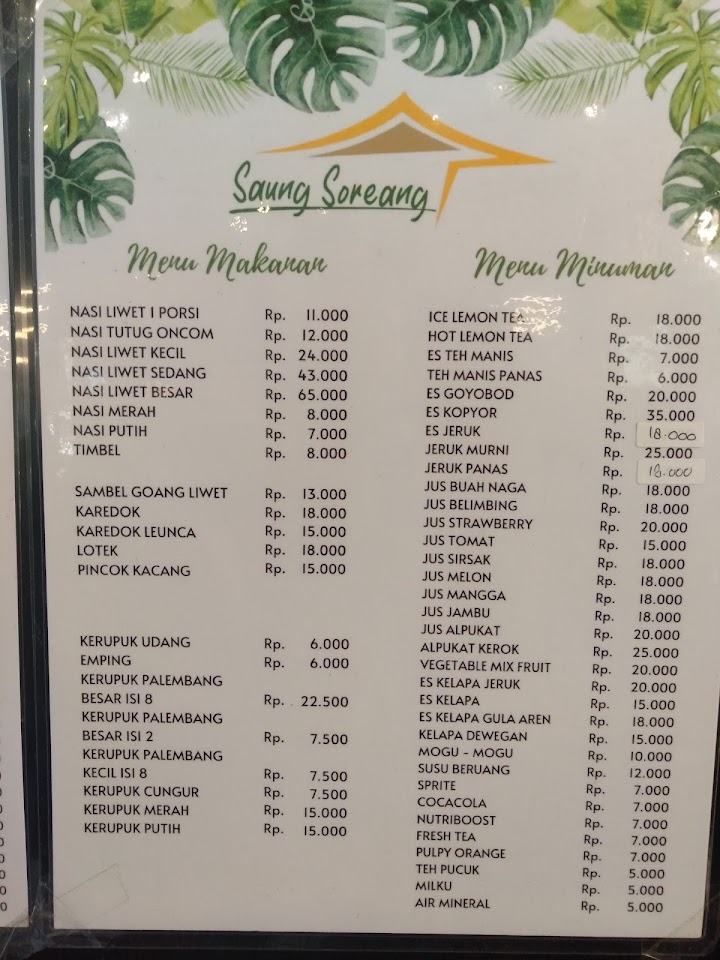 Saung Soreang
Menu Makanan
NASI LIWET 1 PORSI Rp. 11.000
NASI TUTUG ONCOM Rp. 12.000
NASI LIWET KECIL Rp. 24.000
NASI LIWET SEDANG Rp. 43.000
NASI LIWET BESAR Rp. 65.000
NASI MERAH Rp. 8.000
NASI PUTIH Rp. 7.000
TIMBEL Rp. 8.000
SAMBEL GOANG LIWET Rp. 13.000
KAREDOK Rp. 18.000
KAREDOK LEUNCA Rp. 15.000
LOTEK Rp. 18.000
PINCOK KACANG Rp. 15.000
KERUPUK UDANG Rp. 6.000
EMPING Rp. 6.000
KERUPUK PALEMBANG
BESAR ISI 8 Rp. 22.500
KERUPUK PALEMBANG
BESAR ISI 2 Rp. 7.500
KERUPUK PALEMBANG
KECIL ISI 8 Rp. 7.500
KERUPUK CUNGUR Rp. 7.500
KERUPUK MERAH Rp. 15.000
KERUPUK PUTIH Rp. 15.000
Menu Minuman
ICE LEMON TEA Rp. 18.000
HOT LEMON TEA Rp. 18.000
ES TEH MANIS Rp. 7.000
TEH MANIS PANAS Rp. 6.000
ES GOYOBOD Rp. 20.000
ES KOPYOR Rp. 35.000
ES JERUK Rp. 18.000
JERUK MURNI Rp. 25.000
JERUK PANAS Rp. 18.000
JUS BUAH NAGA Rp. 18.000
JUS BELIMBING Rp. 18.000
JUS STRAWBERRY Rp. 20.000
JUS TOMAT Rp. 15.000
JUS SIRSAK Rp. 18.000
JUS MELON Rp. 18.000
JUS MANGGA Rp. 18.000
JUS JAMBU Rp. 18.000
JUS ALPUKAT Rp. 20.000
ALPUKAT KEROK Rp. 25.000
VEGETABLE MIX FRUIT Rp. 20.000
ES KELAPA JERUK Rp. 20.000
ES KELAPA Rp. 15.000
ES KELAPA GULA AREN Rp. 18.000
KELAPA DEWEGAN Rp. 15.000
MOGU - MOGU Rp. 10.000
SUSU BERUANG Rp. 12.000
SPRITE Rp. 7.000
COCACOLA Rp. 7.000
NUTRIBOOST Rp. 7.000
FRESH TEA Rp. 7.000
PULPY ORANGE Rp. 7.000
TEH PUCUK Rp. 5.000
MILKU Rp. 5.000
AIR MINERAL Rp. 5.000